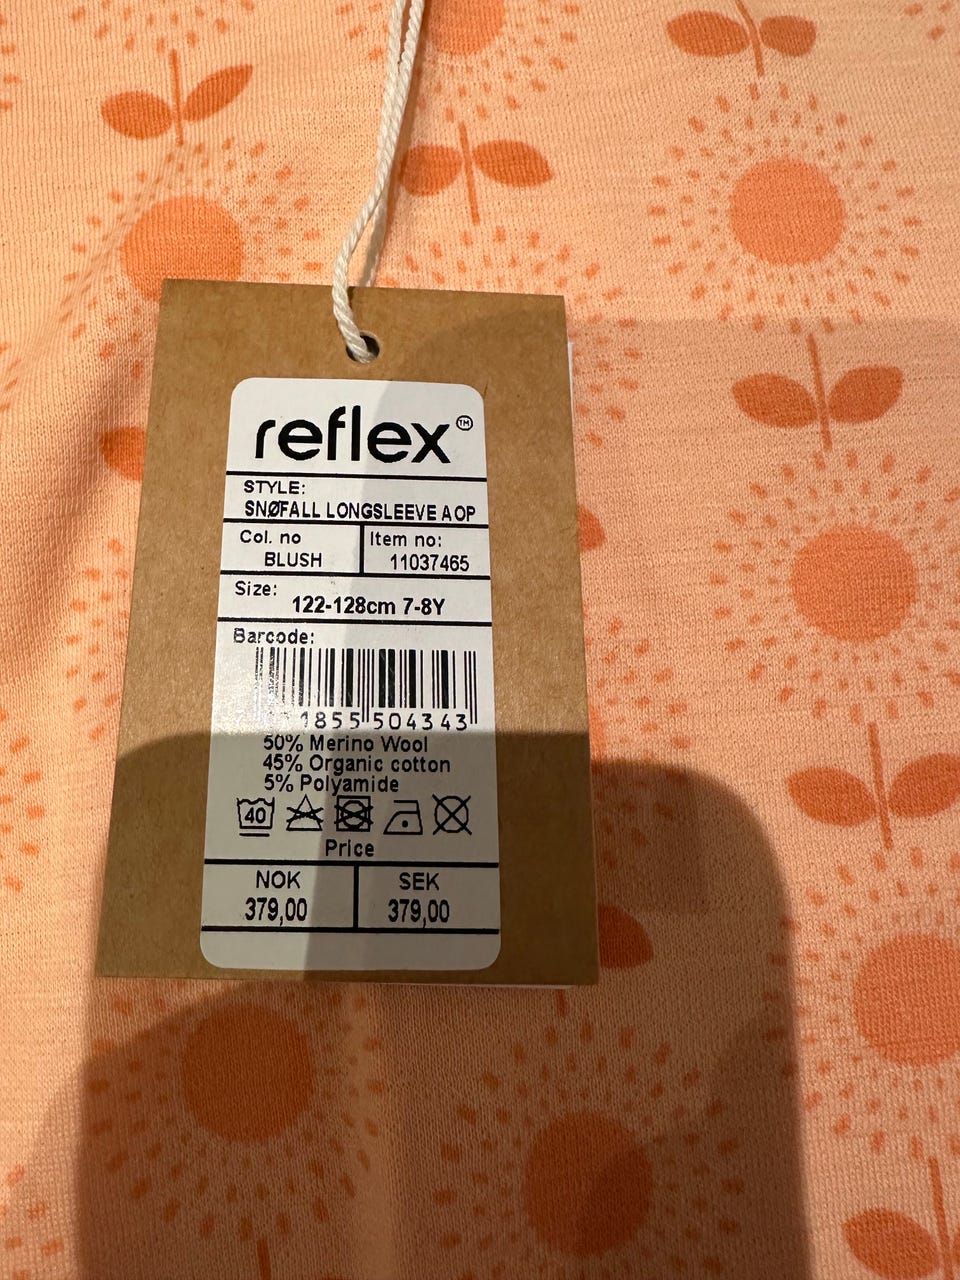 reflex™
STYLE:
SNØFALL LONGSLEEVE AOP
Col. no
BLUSH
Item no:
11037465
Size:
122-128cm 7-8Y
Barcode:
1855 504343
50% Merino Wool
45% Organic cotton
5% Polyamide
40
Price
NOK
379,00
SEK
379,00